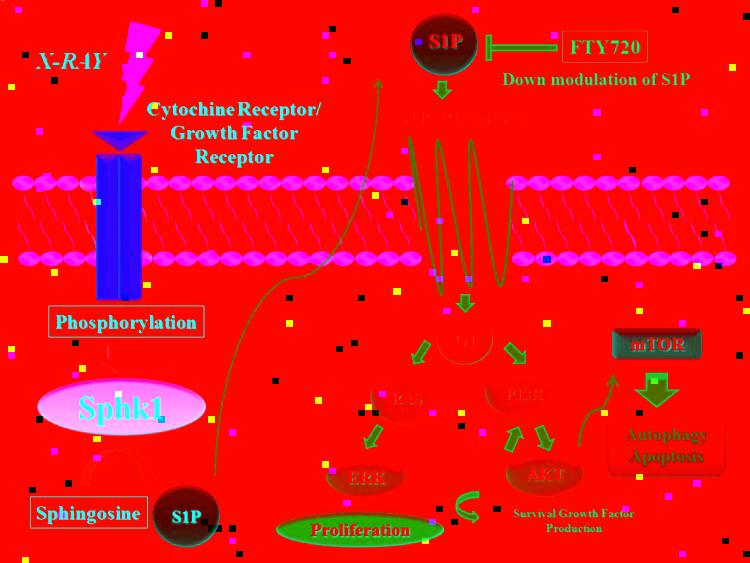 X-RAY
S1P
FTY720
Down modulation of S1P
Cytochine Receptor/
Growth Factor
Receptor
Receptor
Phosphorylation
Gi
mTOR
Sphk1
RAS
PI3K
Autophagy
Apoptosis
ERK
AKT
Sphingosine
S1P
Proliferation
Survival Growth Factor
Production